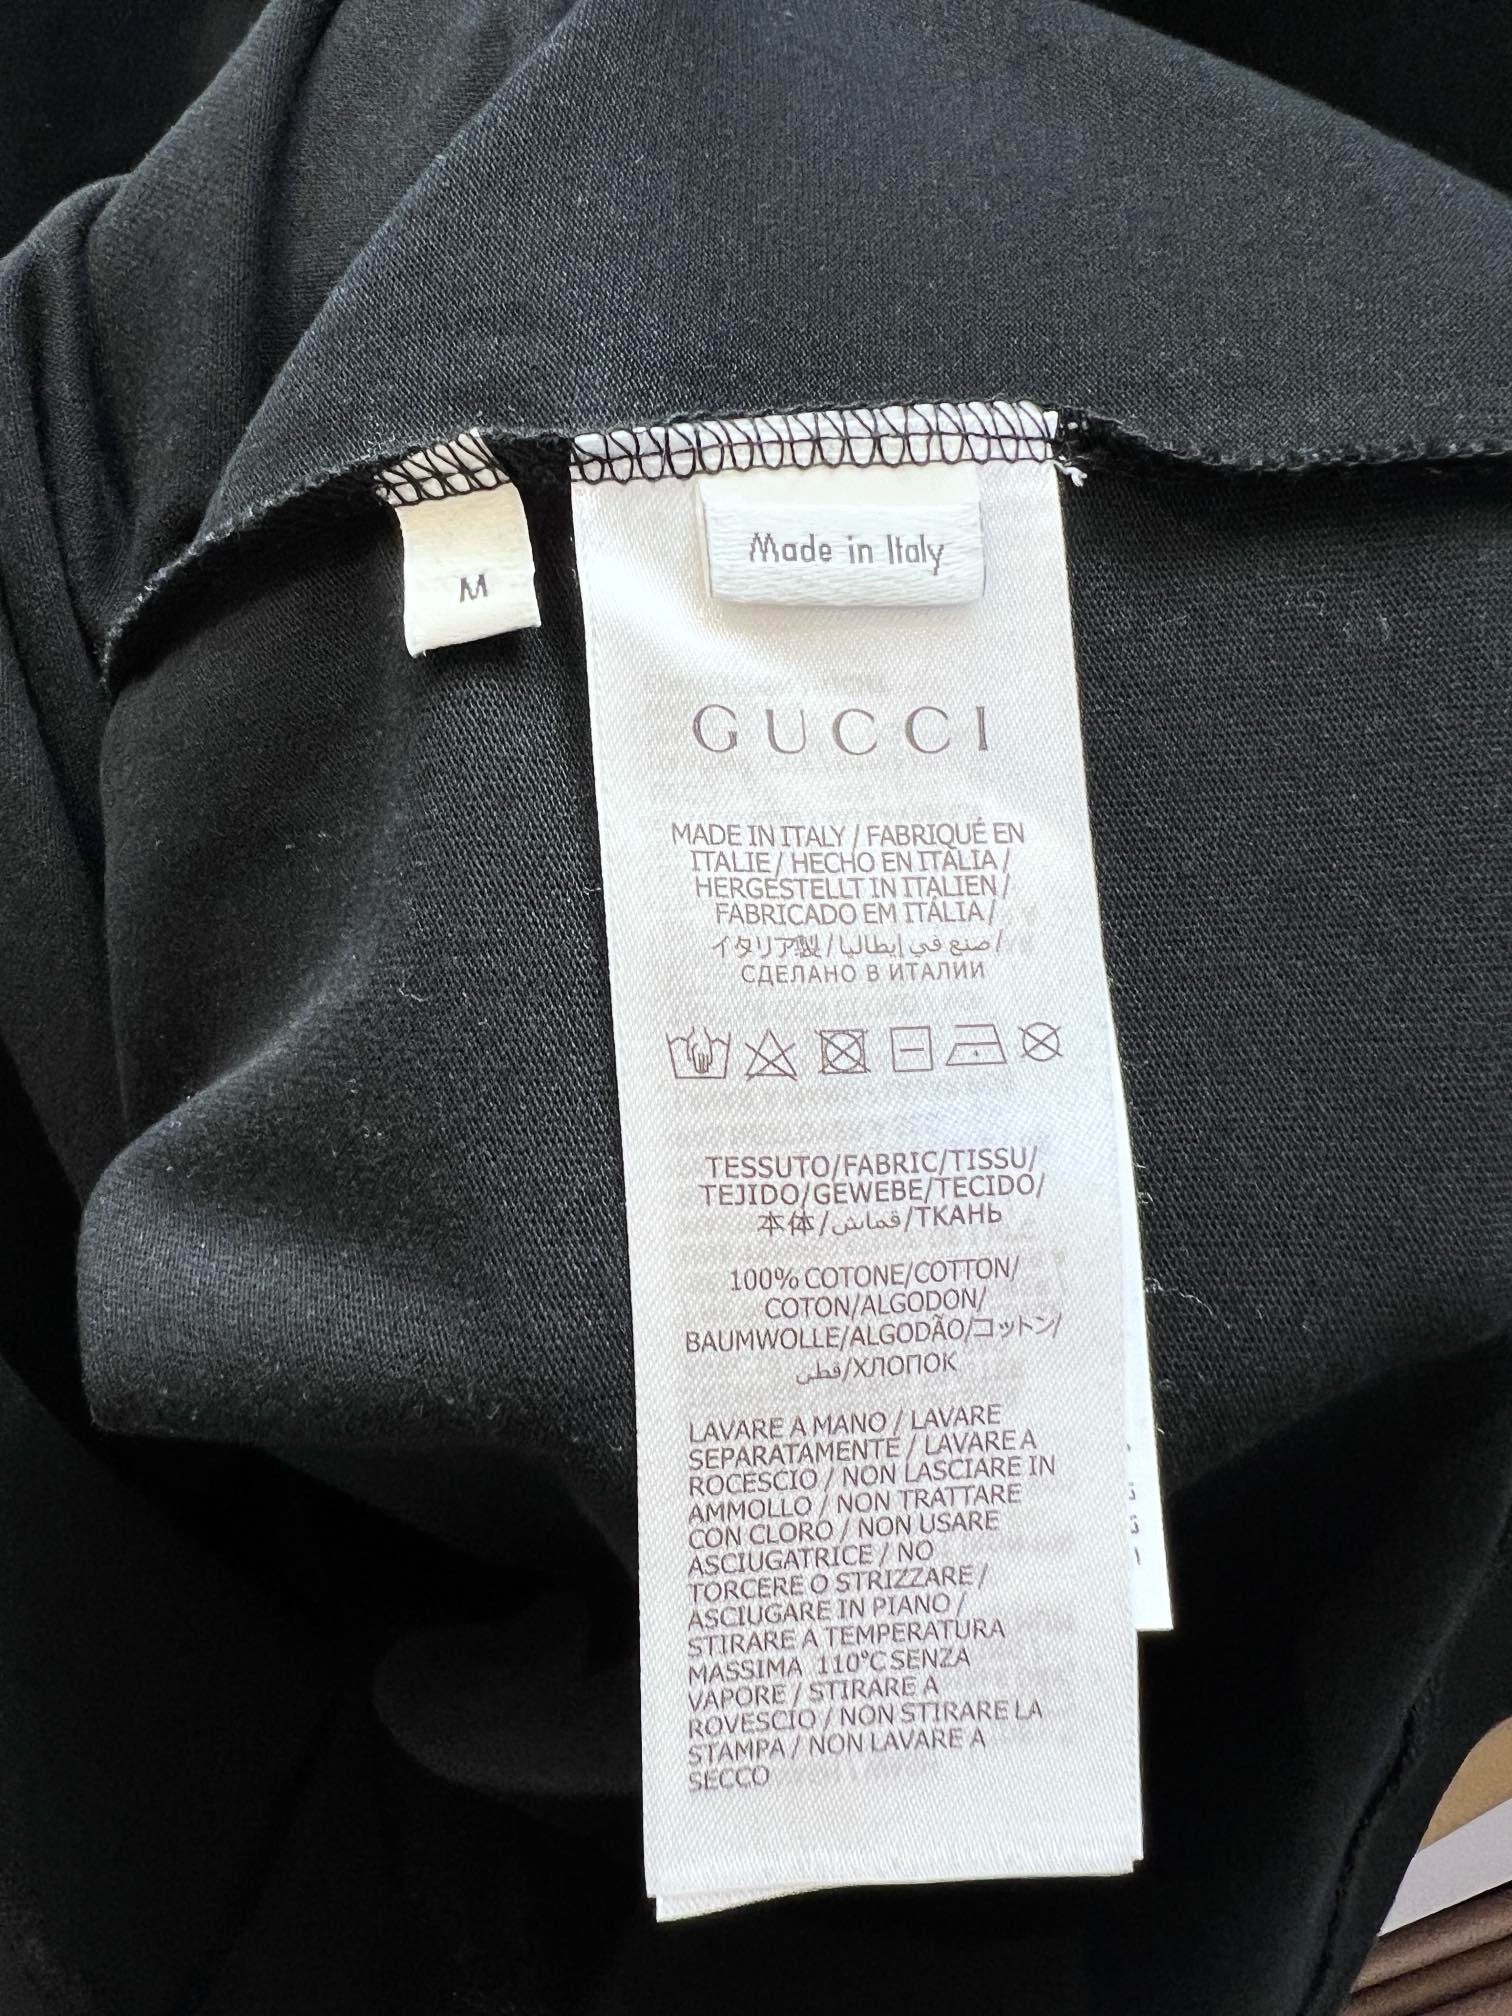 M
Made in Italy
GUCCI
MADE IN ITALY / FABRIQUÉ EN
ITALIE / HECHO EN ITALIA /
HERGESTELLT IN ITALIEN /
FABRICADO EM ITÁLIA /
イタリア製 / صنع في إيطاليا /
СДЕЛАНО В ИТАЛИИ
TESSUTO/FABRIC/TISSU/
TEJIDO/GEWEBE/TECIDO/
本体/قماش/ТКАНЬ
100% COTONE/COTTON/
COTON/ALGODON/
BAUMWOLLE/ALGODÃO/コットン/
قطن/ХЛОПОК
LAVARE A MANO / LAVARE
SEPARATAMENTE / LAVARE A
ROCESCIO / NON LASCIARE IN
AMMOLLO / NON TRATTARE
CON CLORO / NON USARE
ASCIUGATRICE / NO
TORCERE O STRIZZARE /
ASCIUGARE IN PIANO /
STIRARE A TEMPERATURA
MASSIMA 110°C SENZA
VAPORE / STIRARE A
ROVESCIO / NON STIRARE LA
STAMPA / NON LAVARE A
SECCO